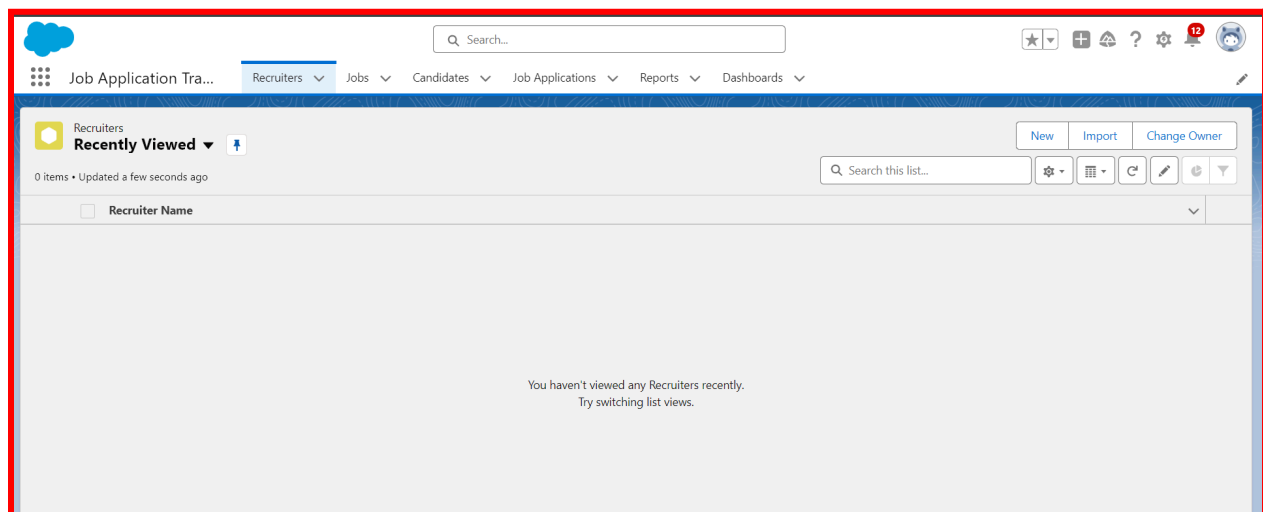 Search...
12
Job Application Tra...
Recruiters
Jobs
Candidates
Job Applications
Reports
Dashboards
Recruiters
Recently Viewed
New
Import
Change Owner
0 items • Updated a few seconds ago
Search this list...
Recruiter Name
You haven't viewed any Recruiters recently.
Try switching list views.